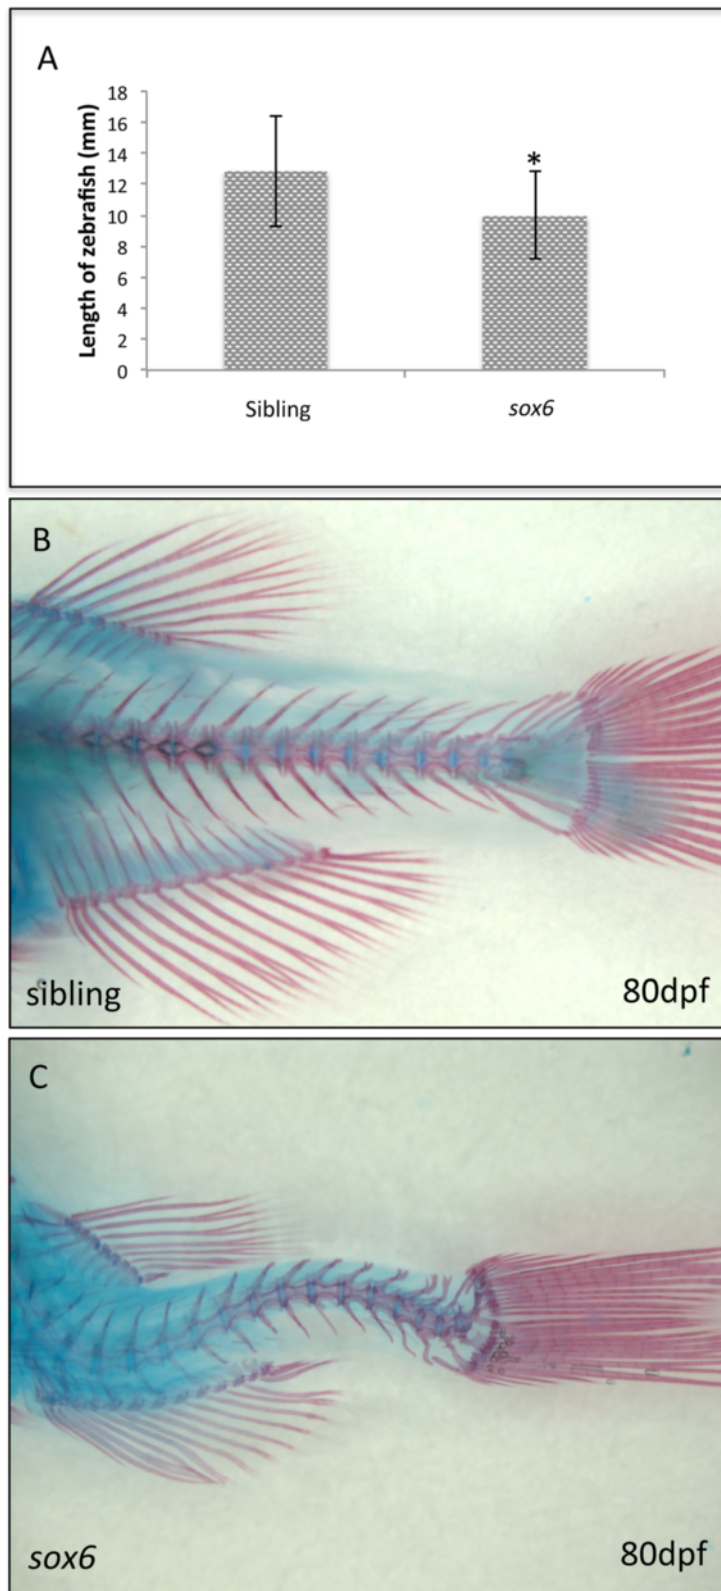 A
Length of zebrafish (mm)
18
16
14
12
10
8
6
4
2
0
*
Sibling
sox6
B
sibling
80dpf
C
sox6
80dpf